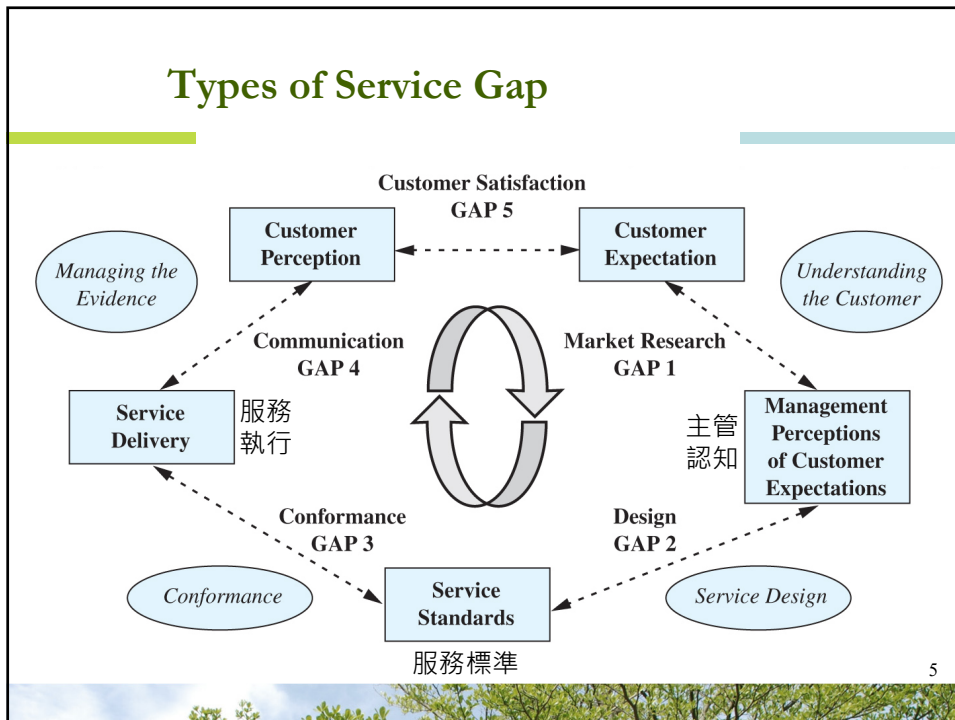 Types of Service Gap
Customer Satisfaction
GAP 5
Customer
Perception
Customer
Expectation
Managing the
Evidence
Understanding
the Customer
Communication
GAP 4
Market Research
GAP 1
Service
Delivery
服務
執行
主管
認知
Management
Perceptions
of Customer
Expectations
Conformance
GAP 3
Design
GAP 2
Conformance
Service
Standards
Service Design
服務標準
5